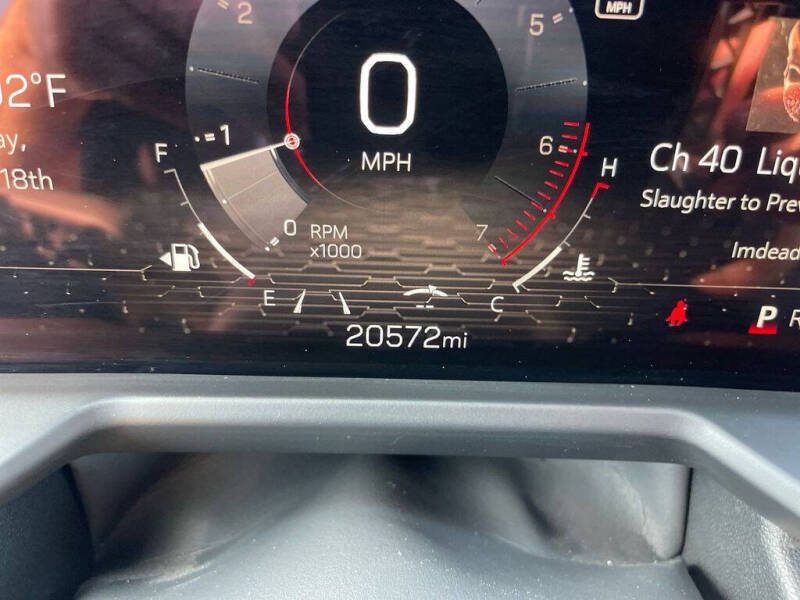 2
5
MPH
0
MPH
02°F
1
6
F
H
Ch 40 Liq
18th
Slaughter to Prev
0
RPM
x1000
7
Imdead
E
C
20572mi
P R